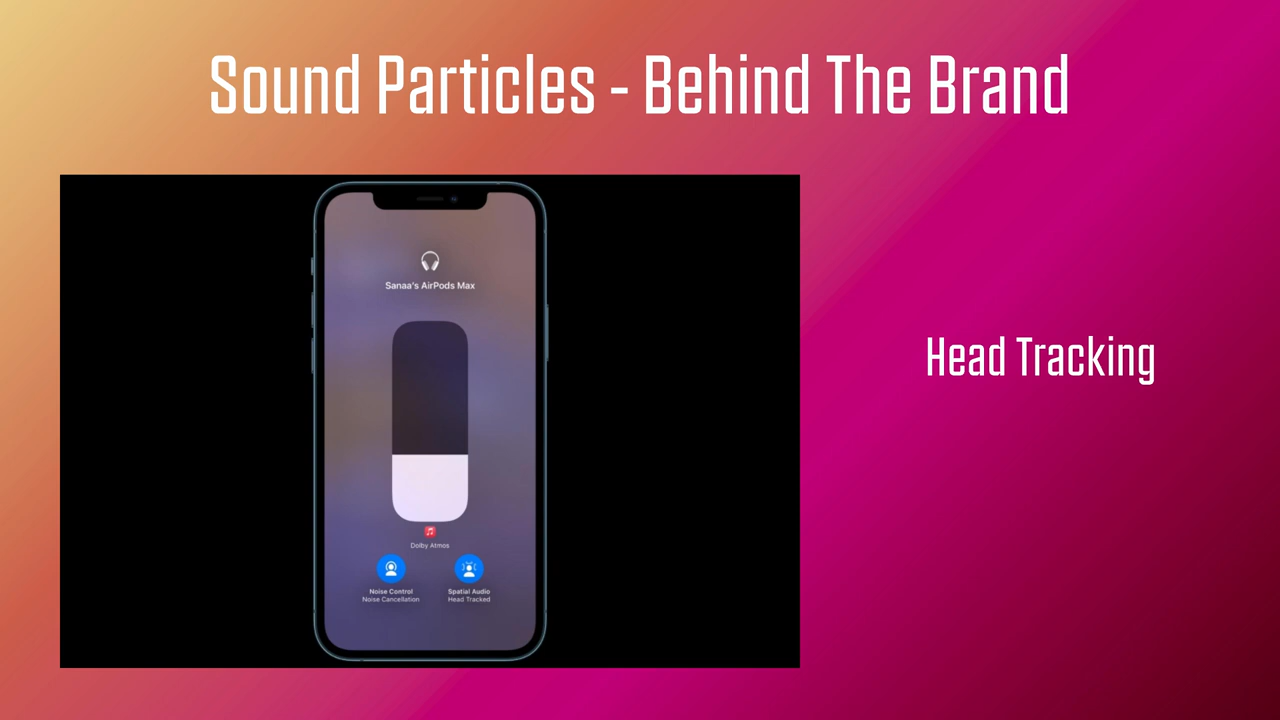 Sound Particles - Behind The Brand
Sanaa's AirPods Max
Dolby Atmos
Noise Control
Noise Cancellation
Spatial Audio
Head Tracked
Head Tracking